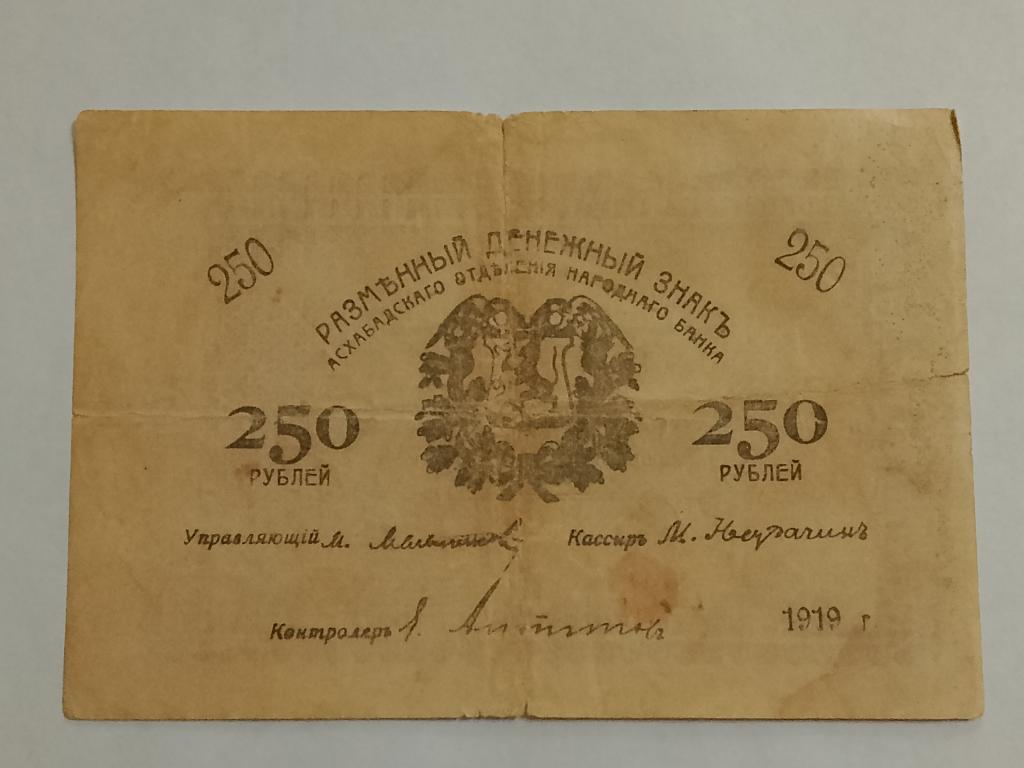 250
250
РАЗМѢННЫЙ ДЕНЕЖНЫЙ ЗНАКЪ
АСХАБАДСКАГО ОТДѢЛЕНІЯ НАРОДНАГО БАНКА
250
РУБЛЕЙ
250
РУБЛЕЙ
Управляющій М.
Кассиръ М.
Контролеръ
1919 г